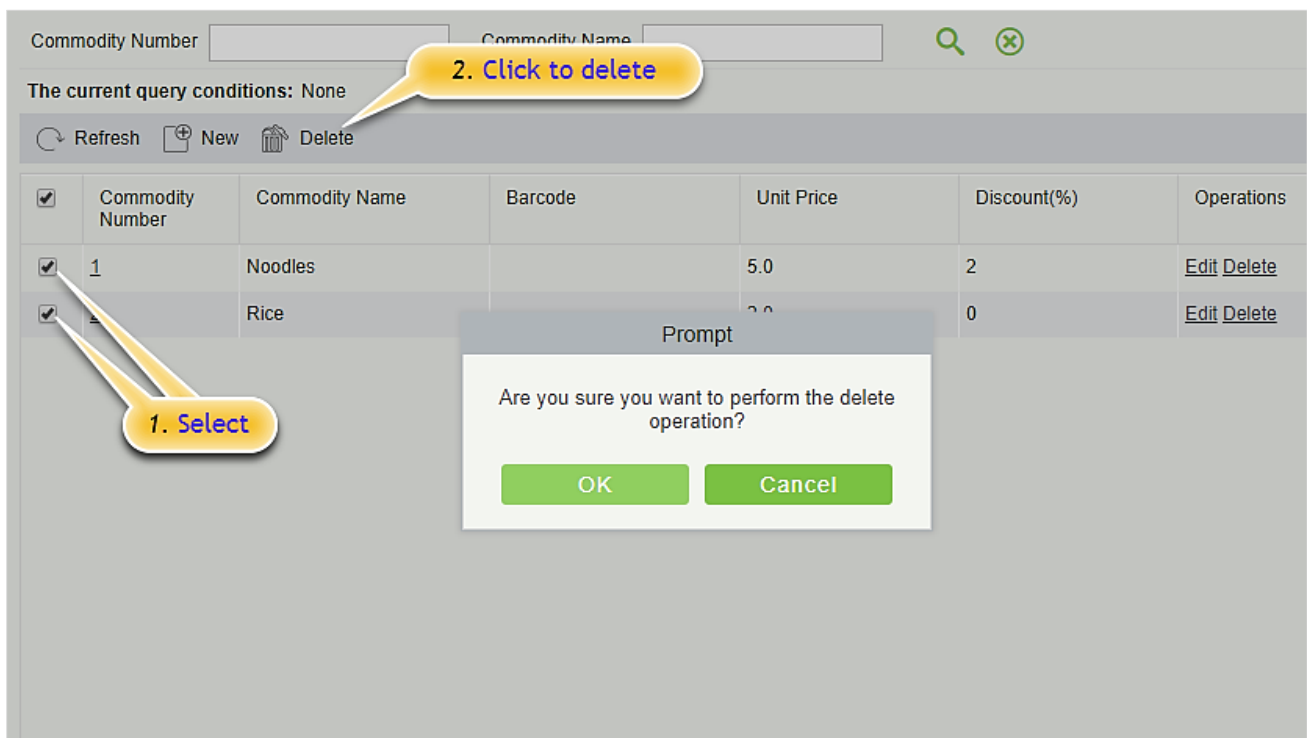 Commodity Number Commodity Name
2. Click to delete
The current query conditions: None
Refresh New Delete
Commodity Number Commodity Name Barcode Unit Price Discount(%) Operations
1 Noodles 5.0 2 Edit Delete
Rice 0 Edit Delete
Prompt
Are you sure you want to perform the delete
operation?
1. Select
OK Cancel